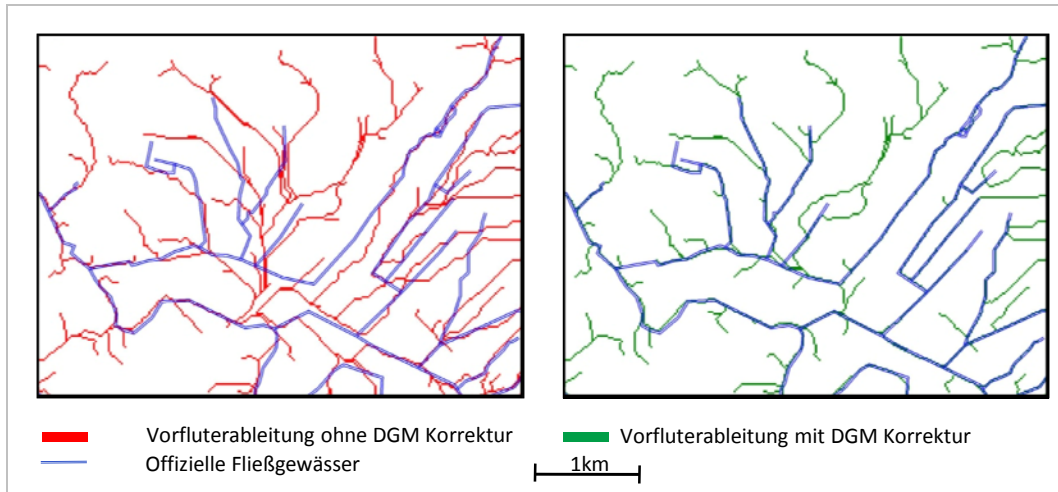 Vorfluterableitung ohne DGM Korrektur
Vorfluterableitung mit DGM Korrektur
Offizielle Fließgewässer
1km